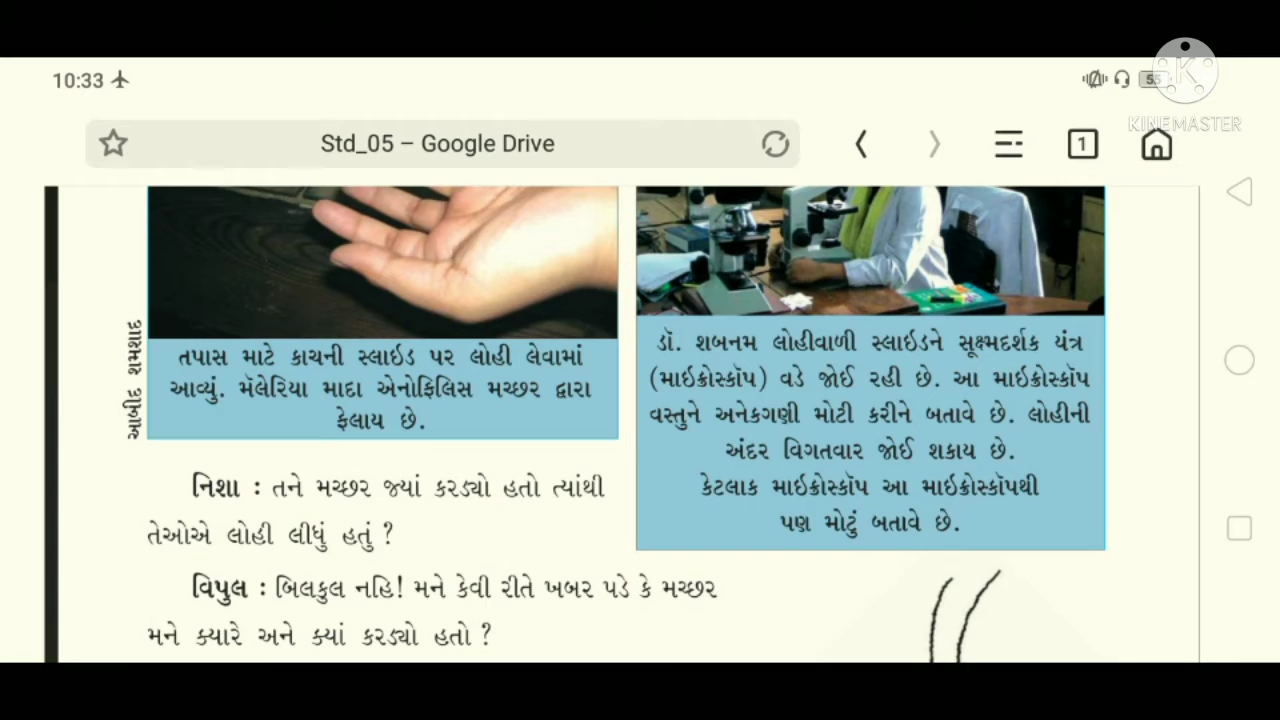 10:33
55
KINEMASTER
Std_05 – Google Drive
1
આબીદ શમશાદ
તપાસ માટે કાચની સ્લાઇડ પર લોહી લેવામાં
આવ્યું. મૅલેરિયા માદા એનોફિલિસ મચ્છર દ્વારા
ફેલાય છે.
ડૉ. શબનમ લોહીવાળી સ્લાઇડને સૂક્ષ્મદર્શક યંત્ર
(માઇક્રોસ્કૉપ) વડે જોઈ રહી છે. આ માઇક્રોસ્કૉપ
વસ્તુને અનેકગણી મોટી કરીને બતાવે છે. લોહીની
અંદર વિગતવાર જોઈ શકાય છે.
કેટલાક માઇક્રોસ્કૉપ આ માઇક્રોસ્કૉપથી
પણ મોટું બતાવે છે.
નિશા : તને મચ્છર જ્યાં કરડ્યો હતો ત્યાંથી
તેઓએ લોહી લીધું હતું ?
વિપુલ : બિલકુલ નહિ! મને કેવી રીતે ખબર પડે કે મચ્છર
મને ક્યારે અને ક્યાં કરડ્યો હતો ?